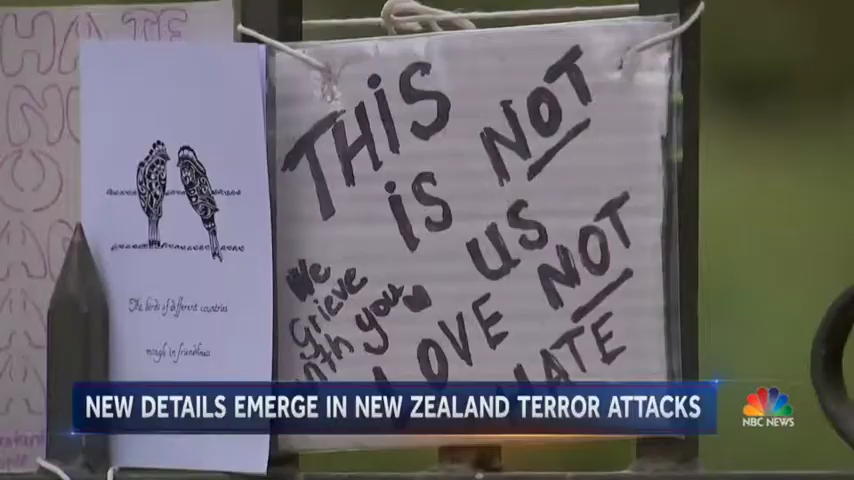 THIS IS NOT US
We grieve with you
LOVE NOT HATE
The birds of different countries
mingle in friendliness
NEW DETAILS EMERGE IN NEW ZEALAND TERROR ATTACKS
NBC NEWS